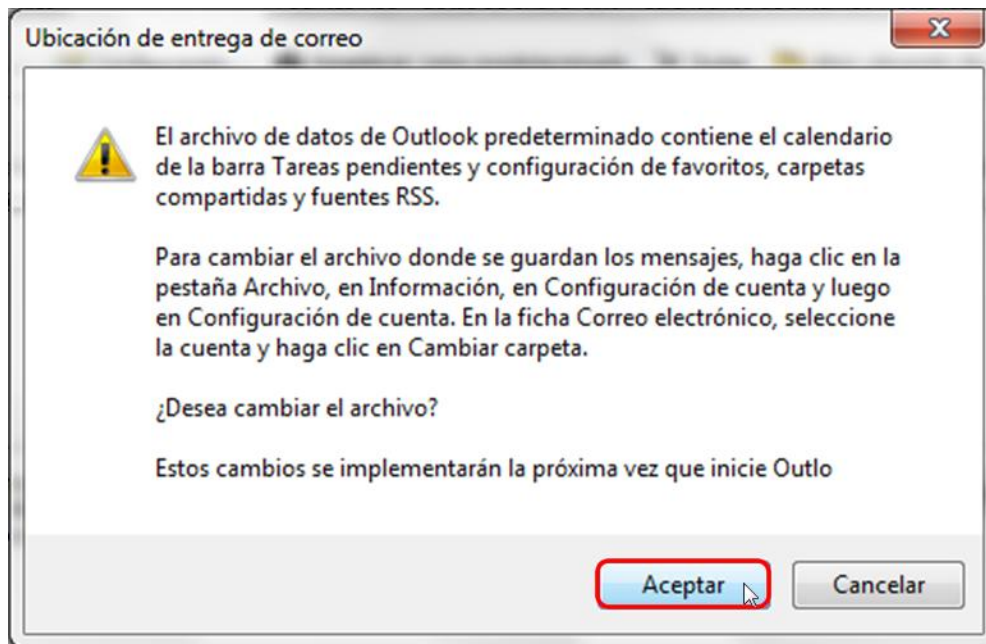 Ubicación de entrega de correo
El archivo de datos de Outlook predeterminado contiene el calendario
de la barra Tareas pendientes y configuración de favoritos, carpetas
compartidas y fuentes RSS.
Para cambiar el archivo donde se guardan los mensajes, haga clic en la
pestaña Archivo, en Información, en Configuración de cuenta y luego
en Configuración de cuenta. En la ficha Correo electrónico, seleccione
la cuenta y haga clic en Cambiar carpeta.
¿Desea cambiar el archivo?
Estos cambios se implementarán la próxima vez que inicie Outlo
Aceptar
Cancelar